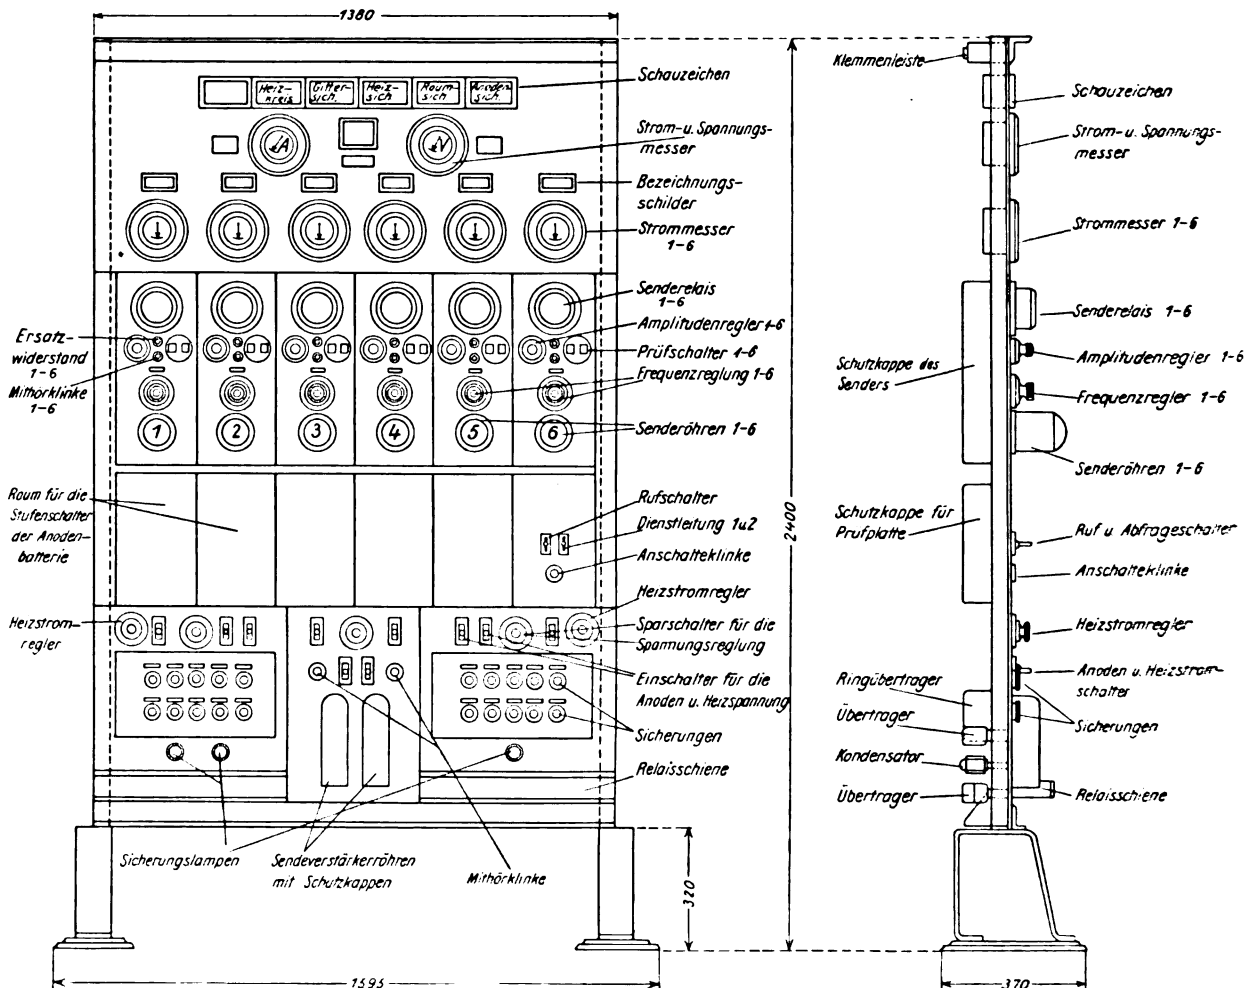 1380
Schauzeichen
Heiz-
kreis
Gitter-
sich.
Heiz-
sich
Raum-
sich
Anoden
sich.
A
V
Strom- u. Spannungs-
messer
Bezeichnungs-
schilder
Strommesser
1-6
Senderelais
1-6
Amplitudenregler 1-6
Prüfschalter 1-6
Frequenzreglung 1-6
Senderöhren 1-6
Ersatz-
widerstand
1-6
Mithörklinke
1-6
1
2
3
4
5
6
Raum für die
Stufenschalter
der Anoden-
batterie
Rufschalter
Dienstleitung 1u2
Anschalteklinke
Heizstromregler
Heizstrom-
regler
Sparschalter für die
Spannungsreglung
Einschalter für die
Anoden u. Heizspannung
Sicherungen
Relaisschiene
Sicherungslampen
Sendeverstärkerröhren
mit Schutzkappen
Mithörklinke
320
2400
1595
Klemmenleiste
Schauzeichen
Strom- u. Spannungs-
messer
Strommesser 1-6
Senderelais 1-6
Schutzkappe des
Senders
Amplitudenregler 1-6
Frequenzregler 1-6
Senderöhren 1-6
Schutzkappe für
Prüfplatte
Ruf u. Abfrageschalter
Anschalteklinke
Heizstromregler
Anoden u. Heizstrom-
schalter
Ringübertrager
Sicherungen
Übertrager
Kondensator
Übertrager
Relaisschiene
370